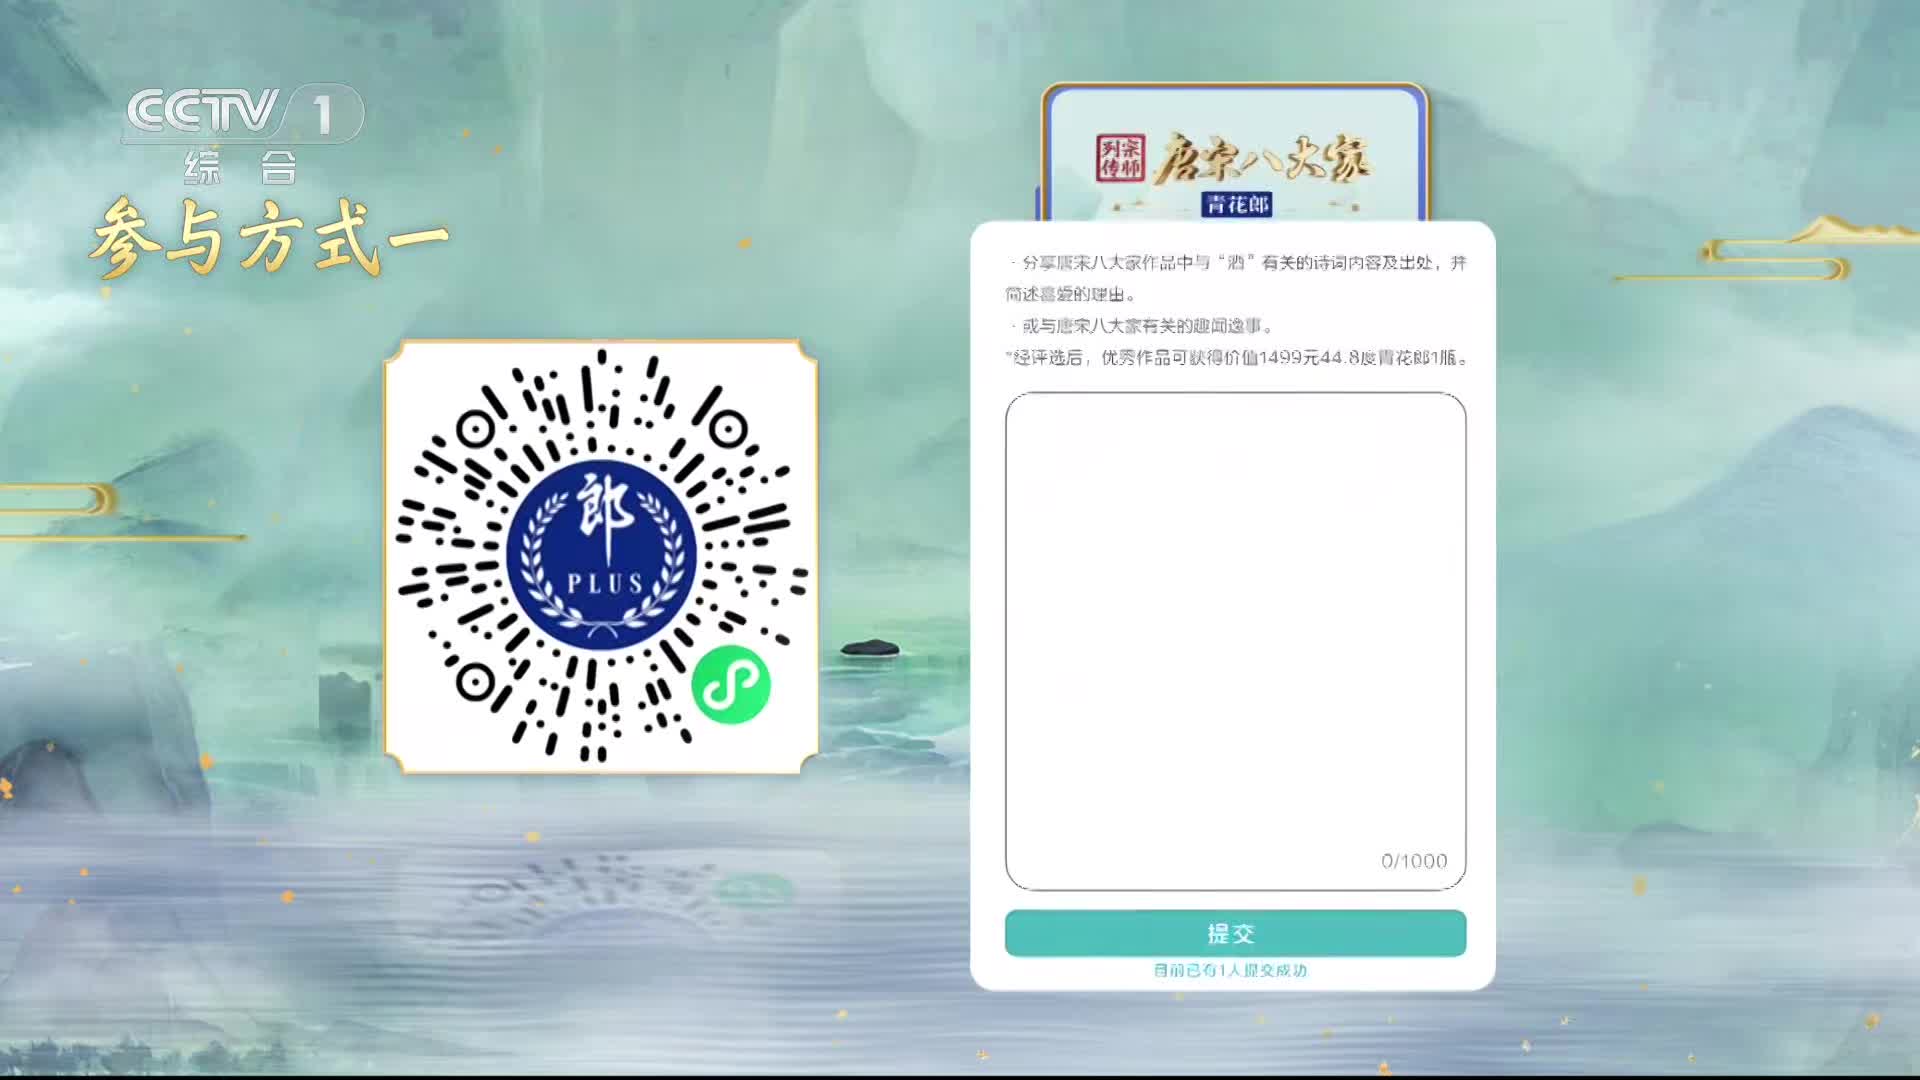 CCTV 1
综合
参与方式一
宗师
列传
唐宋八大家
青花郎
·分享唐宋八大家作品中与“酒”有关的诗词内容及出处，并
简述喜爱的理由。
·或与唐宋八大家有关的趣闻逸事。
*经评选后，优秀作品可获得价值1499元44.8度青花郎1瓶。
郎
PLUS
0/1000
提交
目前已有1人提交成功